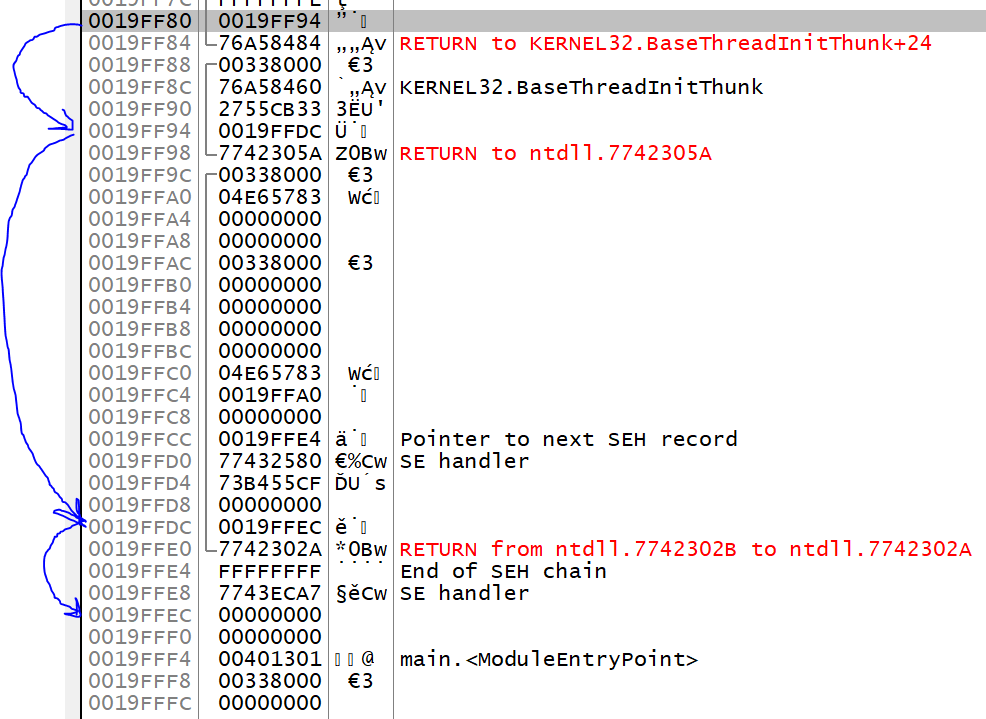 0019FF80 0019FF94 ”˙
0019FF84 76A58484 „„Ąv RETURN to KERNEL32.BaseThreadInitThunk+24
0019FF88 00338000 €3
0019FF8C 76A58460 `„Ąv KERNEL32.BaseThreadInitThunk
0019FF90 2755CB33 3ËU'
0019FF94 0019FFDC Ü˙
0019FF98 7742305A Z0Bw RETURN to ntdll.7742305A
0019FF9C 00338000 €3
0019FFA0 04E65783 Wć
0019FFA4 00000000
0019FFA8 00000000
0019FFAC 00338000 €3
0019FFB0 00000000
0019FFB4 00000000
0019FFB8 00000000
0019FFBC 00000000
0019FFC0 04E65783 Wć
0019FFC4 0019FFA0 ˙
0019FFC8 00000000
0019FFCC 0019FFE4 ä˙ Pointer to next SEH record
0019FFD0 77432580 €%Cw SE handler
0019FFD4 73B455CF ĎU´s
0019FFD8 00000000
0019FFDC 0019FFEC ě˙
0019FFE0 7742302A *0Bw RETURN from ntdll.7742302B to ntdll.7742302A
0019FFE4 FFFFFFFF ˙˙˙˙ End of SEH chain
0019FFE8 7743ECA7 §ěCw SE handler
0019FFEC 00000000
0019FFF0 00000000
0019FFF4 00401301 @ main.<ModuleEntryPoint>
0019FFF8 00338000 €3
0019FFFC 00000000